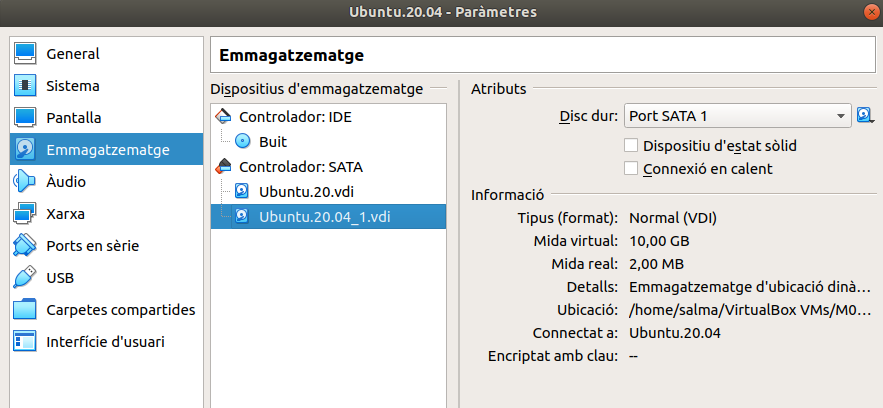 Ubuntu.20.04 - Paràmetres
General
Sistema
Pantalla
Emmagatzematge
Àudio
Xarxa
Ports en sèrie
USB
Carpetes compartides
Interfície d'usuari
Emmagatzematge
Dispositius d'emmagatzematge
Controlador: IDE
Buit
Controlador: SATA
Ubuntu.20.vdi
Ubuntu.20.04_1.vdi
Atributs
Disc dur: Port SATA 1
Dispositiu d'estat sòlid
Connexió en calent
Informació
Tipus (format): Normal (VDI)
Mida virtual: 10,00 GB
Mida real: 2,00 MB
Detalls: Emmagatzematge d'ubicació dinà...
Ubicació: /home/salma/VirtualBox VMs/M0...
Connectat a: Ubuntu.20.04
Encriptat amb clau: --